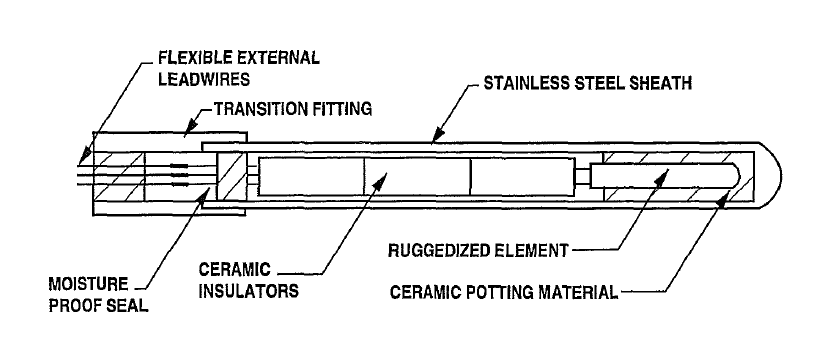 FLEXIBLE EXTERNAL
LEADWIRES
STAINLESS STEEL SHEATH
TRANSITION FITTING
RUGGEDIZED ELEMENT
CERAMIC
INSULATORS
MOISTURE
PROOF SEAL
CERAMIC POTTING MATERIAL